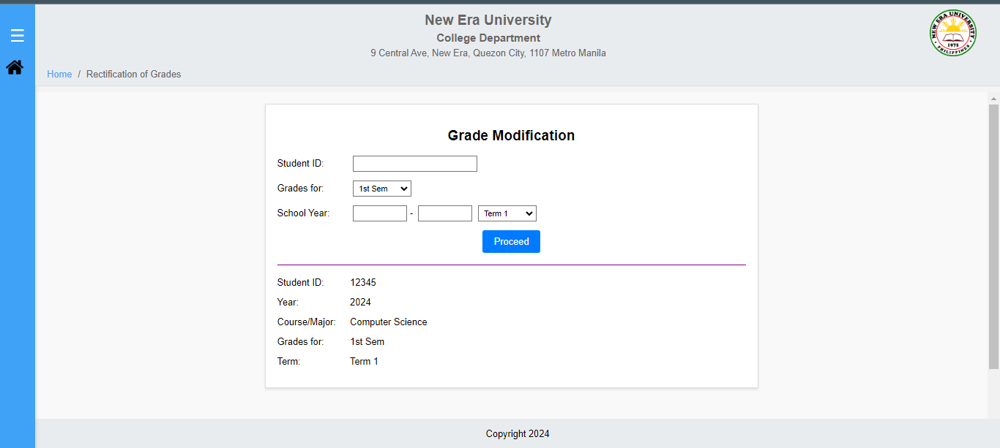 New Era University
College Department
9 Central Ave, New Era, Quezon City, 1107 Metro Manila
NEW ERA UNIVERSITY
1975
PHILIPPINES
Home / Rectification of Grades
Grade Modification
Student ID:
Grades for: 1st Sem
School Year: - Term 1
Proceed
Student ID: 12345
Year: 2024
Course/Major: Computer Science
Grades for: 1st Sem
Term: Term 1
Copyright 2024